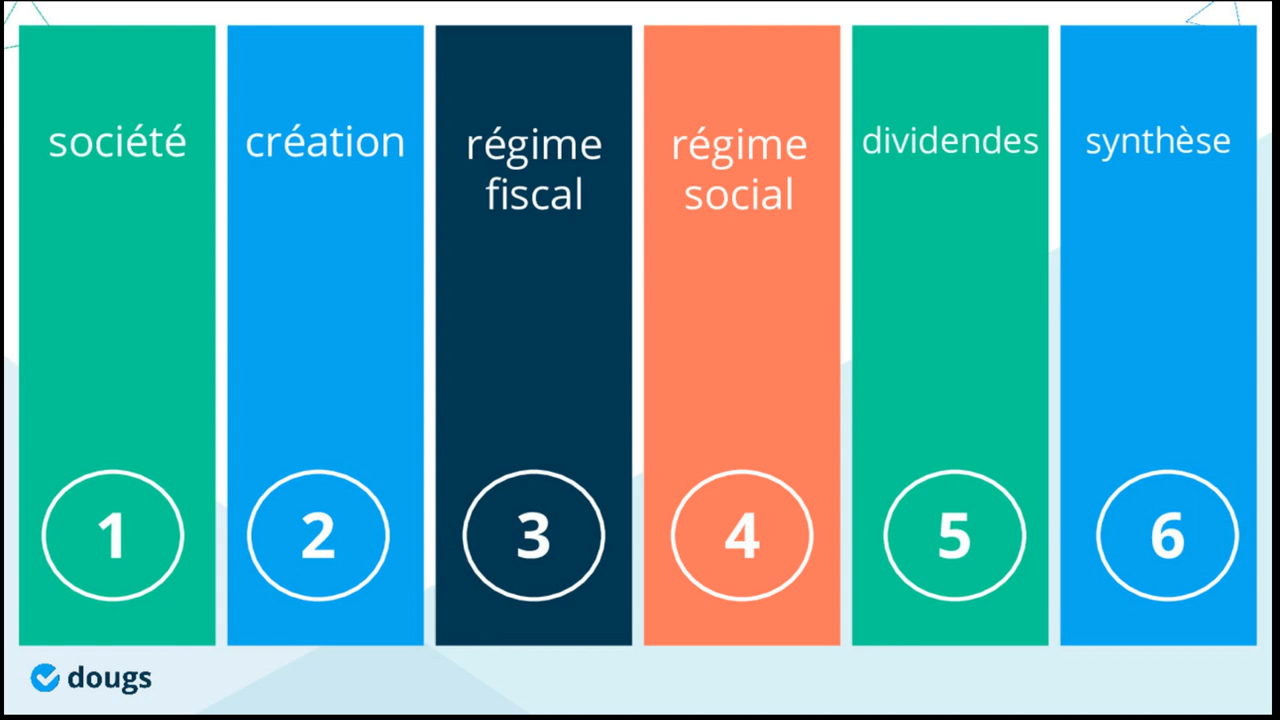 société
création
régime
fiscal
régime
social
dividendes
synthèse
1
2
3
4
5
6
dougs